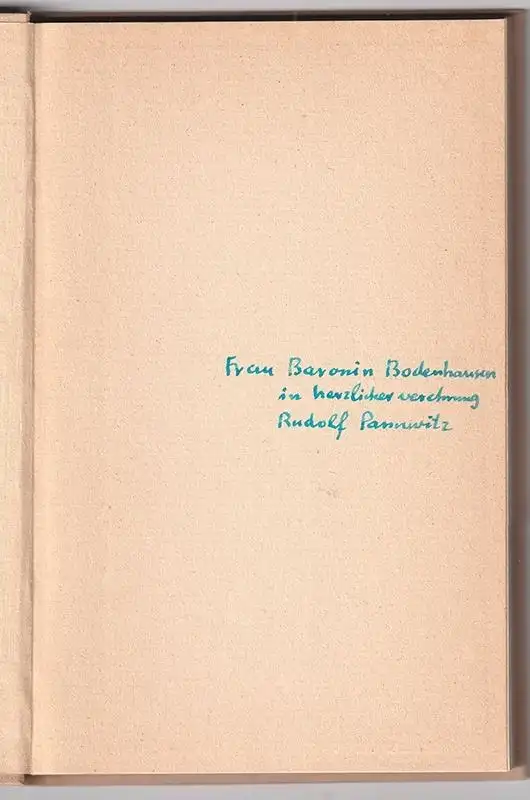 Frau Baronin Bodenhausen
in herzlicher verehrung
Rudolf Pannwitz